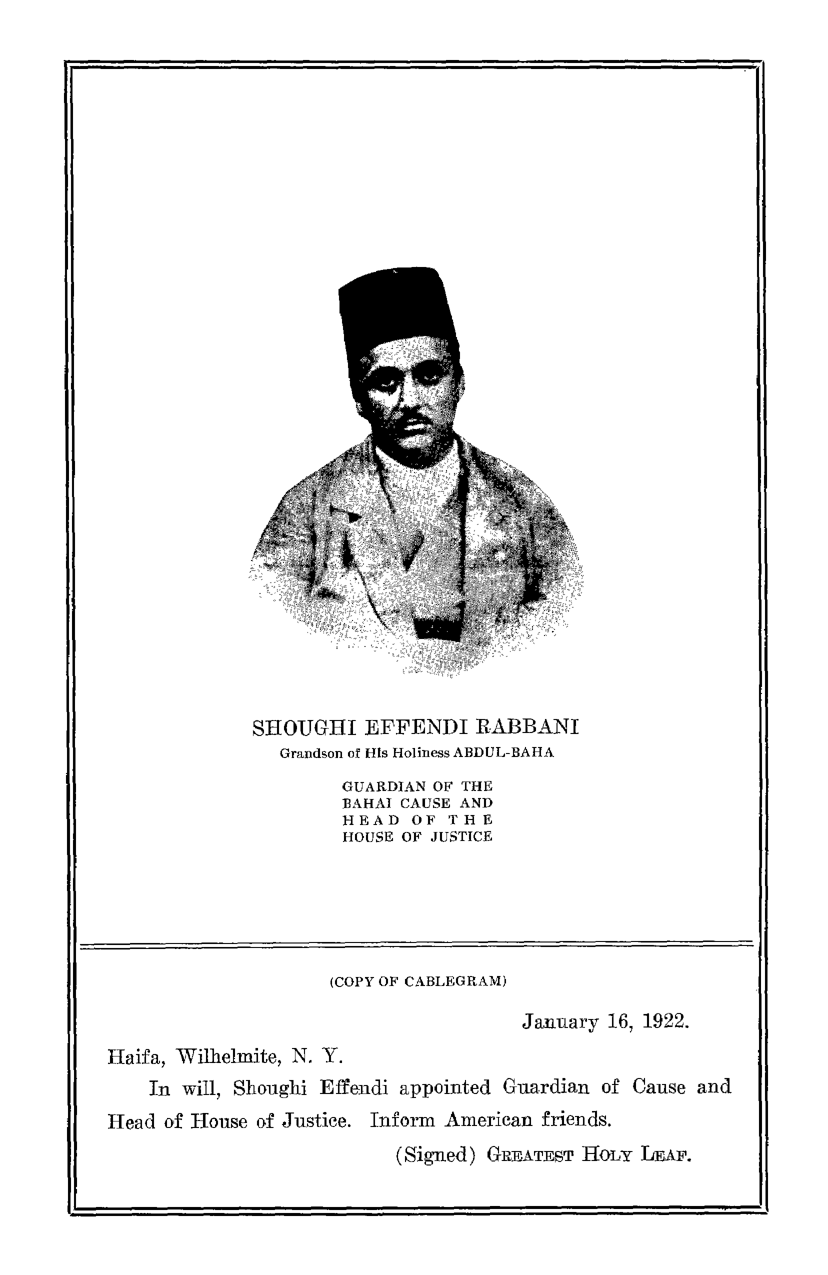 SHOUGHI EFFENDI RABBANI
Grandson of His Holiness ABDUL-BAHA
GUARDIAN OF THE
BAHAI CAUSE AND
HEAD OF THE
HOUSE OF JUSTICE
(COPY OF CABLEGRAM)
January 16, 1922.
Haifa, Wilhelmite, N. Y.
In will, Shoughi Effendi appointed Guardian of Cause and
Head of House of Justice. Inform American friends.
(Signed) GREATEST HOLY LEAF.